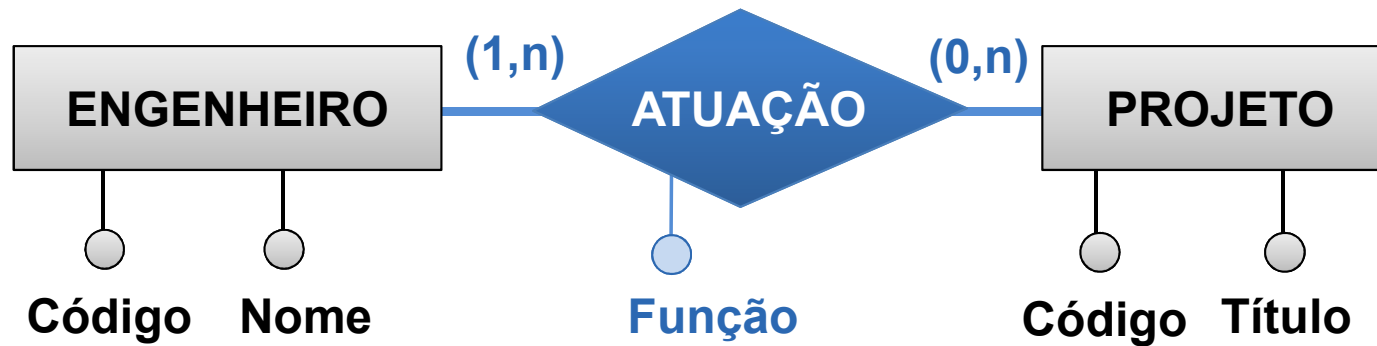 (1,n) (0,n)
ENGENHEIRO ATUAÇÃO PROJETO
Código Nome Função Código Título